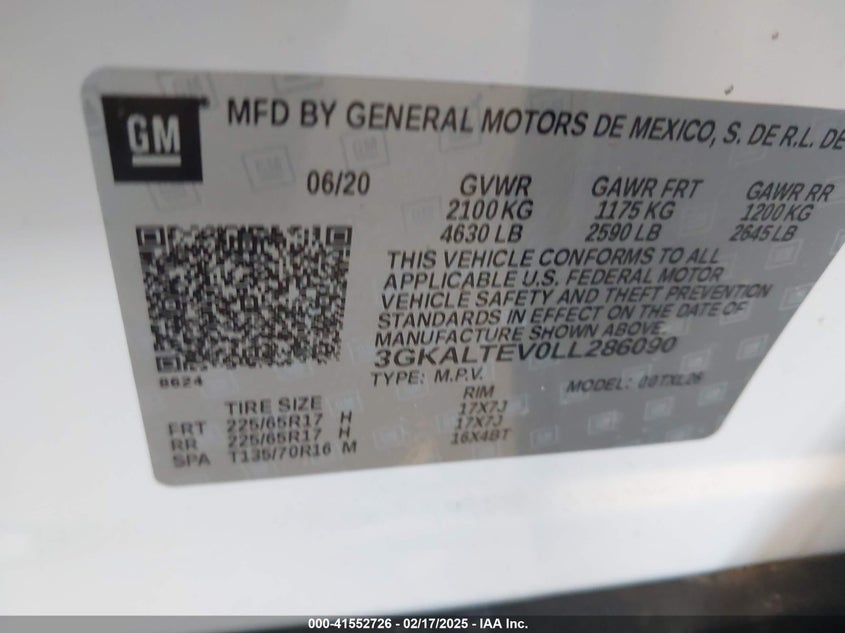 GM
MFD BY GENERAL MOTORS DE MEXICO, S. DE R.L. DE
06/20 GVWR GAWR FRT GAWR RR
2100 KG 1175 KG 1200 KG
4630 LB 2590 LB 2645 LB
THIS VEHICLE CONFORMS TO ALL
APPLICABLE U.S. FEDERAL MOTOR
VEHICLE SAFETY AND THEFT PREVENTION
STANDARDS IN EFFECT ON THE DATE OF
MANUFACTURE SHOWN ABOVE.
3GKALTEV0LL286090
0624
TYPE: M.P.V. MODEL:
TIRE SIZE RIM
FRT 225/65R17 H 17X7J
RR 225/65R17 H 17X7J
SPA T135/70R16 M 16X4BT
000-41552726 - 02/17/2025 - IAA Inc.